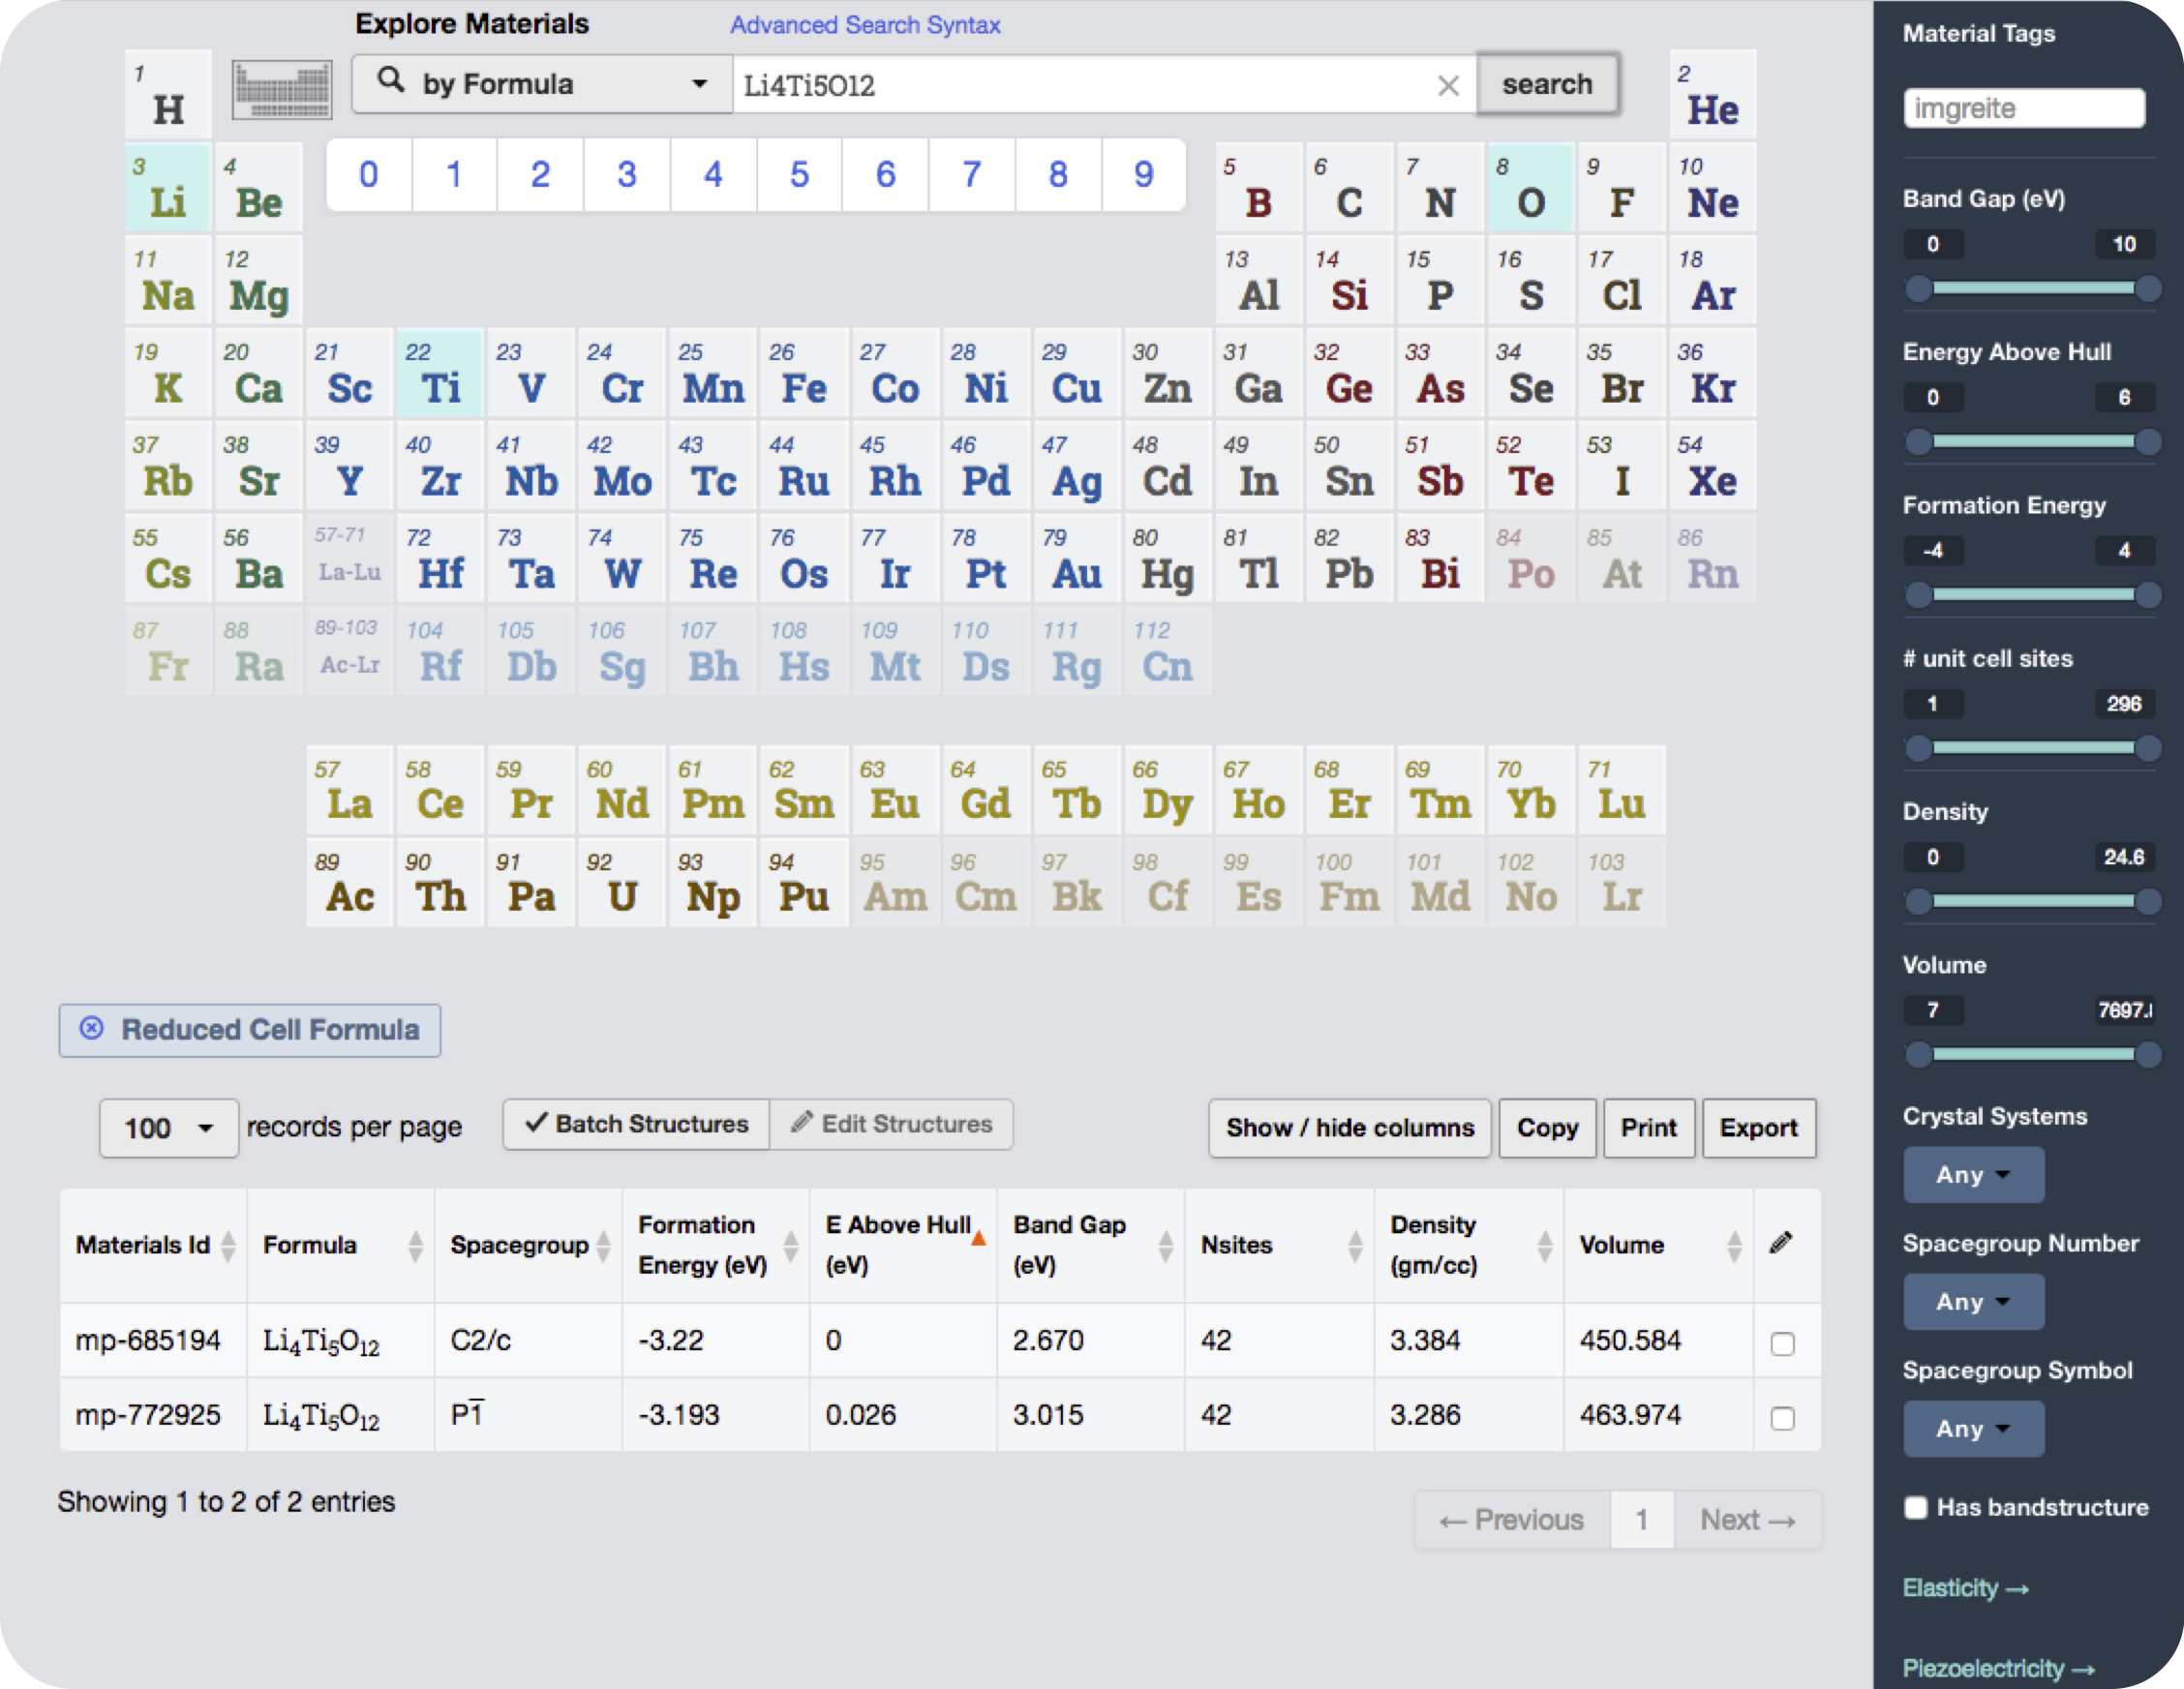 Explore Materials Advanced Search Syntax
by Formula Li4Ti5O12 × search
1 H 2 He
0 1 2 3 4 5 6 7 8 9
3 Li 4 Be 5 B 6 C 7 N 8 O 9 F 10 Ne
11 Na 12 Mg 13 Al 14 Si 15 P 16 S 17 Cl 18 Ar
19 K 20 Ca 21 Sc 22 Ti 23 V 24 Cr 25 Mn 26 Fe 27 Co 28 Ni 29 Cu 30 Zn 31 Ga 32 Ge 33 As 34 Se 35 Br 36 Kr
37 Rb 38 Sr 39 Y 40 Zr 41 Nb 42 Mo 43 Tc 44 Ru 45 Rh 46 Pd 47 Ag 48 Cd 49 In 50 Sn 51 Sb 52 Te 53 I 54 Xe
55 Cs 56 Ba 57-71 La-Lu 72 Hf 73 Ta 74 W 75 Re 76 Os 77 Ir 78 Pt 79 Au 80 Hg 81 Tl 82 Pb 83 Bi 84 Po 85 At 86 Rn
87 Fr 88 Ra 89-103 Ac-Lr 104 Rf 105 Db 106 Sg 107 Bh 108 Hs 109 Mt 110 Ds 111 Rg 112 Cn
57 La 58 Ce 59 Pr 60 Nd 61 Pm 62 Sm 63 Eu 64 Gd 65 Tb 66 Dy 67 Ho 68 Er 69 Tm 70 Yb 71 Lu
89 Ac 90 Th 91 Pa 92 U 93 Np 94 Pu 95 Am 96 Cm 97 Bk 98 Cf 99 Es 100 Fm 101 Md 102 No 103 Lr
Reduced Cell Formula
100 records per page Batch Structures Edit Structures Show / hide columns Copy Print Export
Materials Id Formula Spacegroup Formation Energy (eV) E Above Hull (eV) Band Gap (eV) Nsites Density (gm/cc) Volume
mp-685194 Li₄Ti₅O₁₂ C2/c -3.22 0 2.670 42 3.384 450.584
mp-772925 Li₄Ti₅O₁₂ P1̅ -3.193 0.026 3.015 42 3.286 463.974
Showing 1 to 2 of 2 entries
← Previous 1 Next →
Material Tags
imgreite
Band Gap (eV)
0 10
Energy Above Hull
0 6
Formation Energy
-4 4
# unit cell sites
1 296
Density
0 24.6
Volume
7 7697.
Crystal Systems
Any
Spacegroup Number
Any
Spacegroup Symbol
Any
Has bandstructure
Elasticity →
Piezoelectricity →